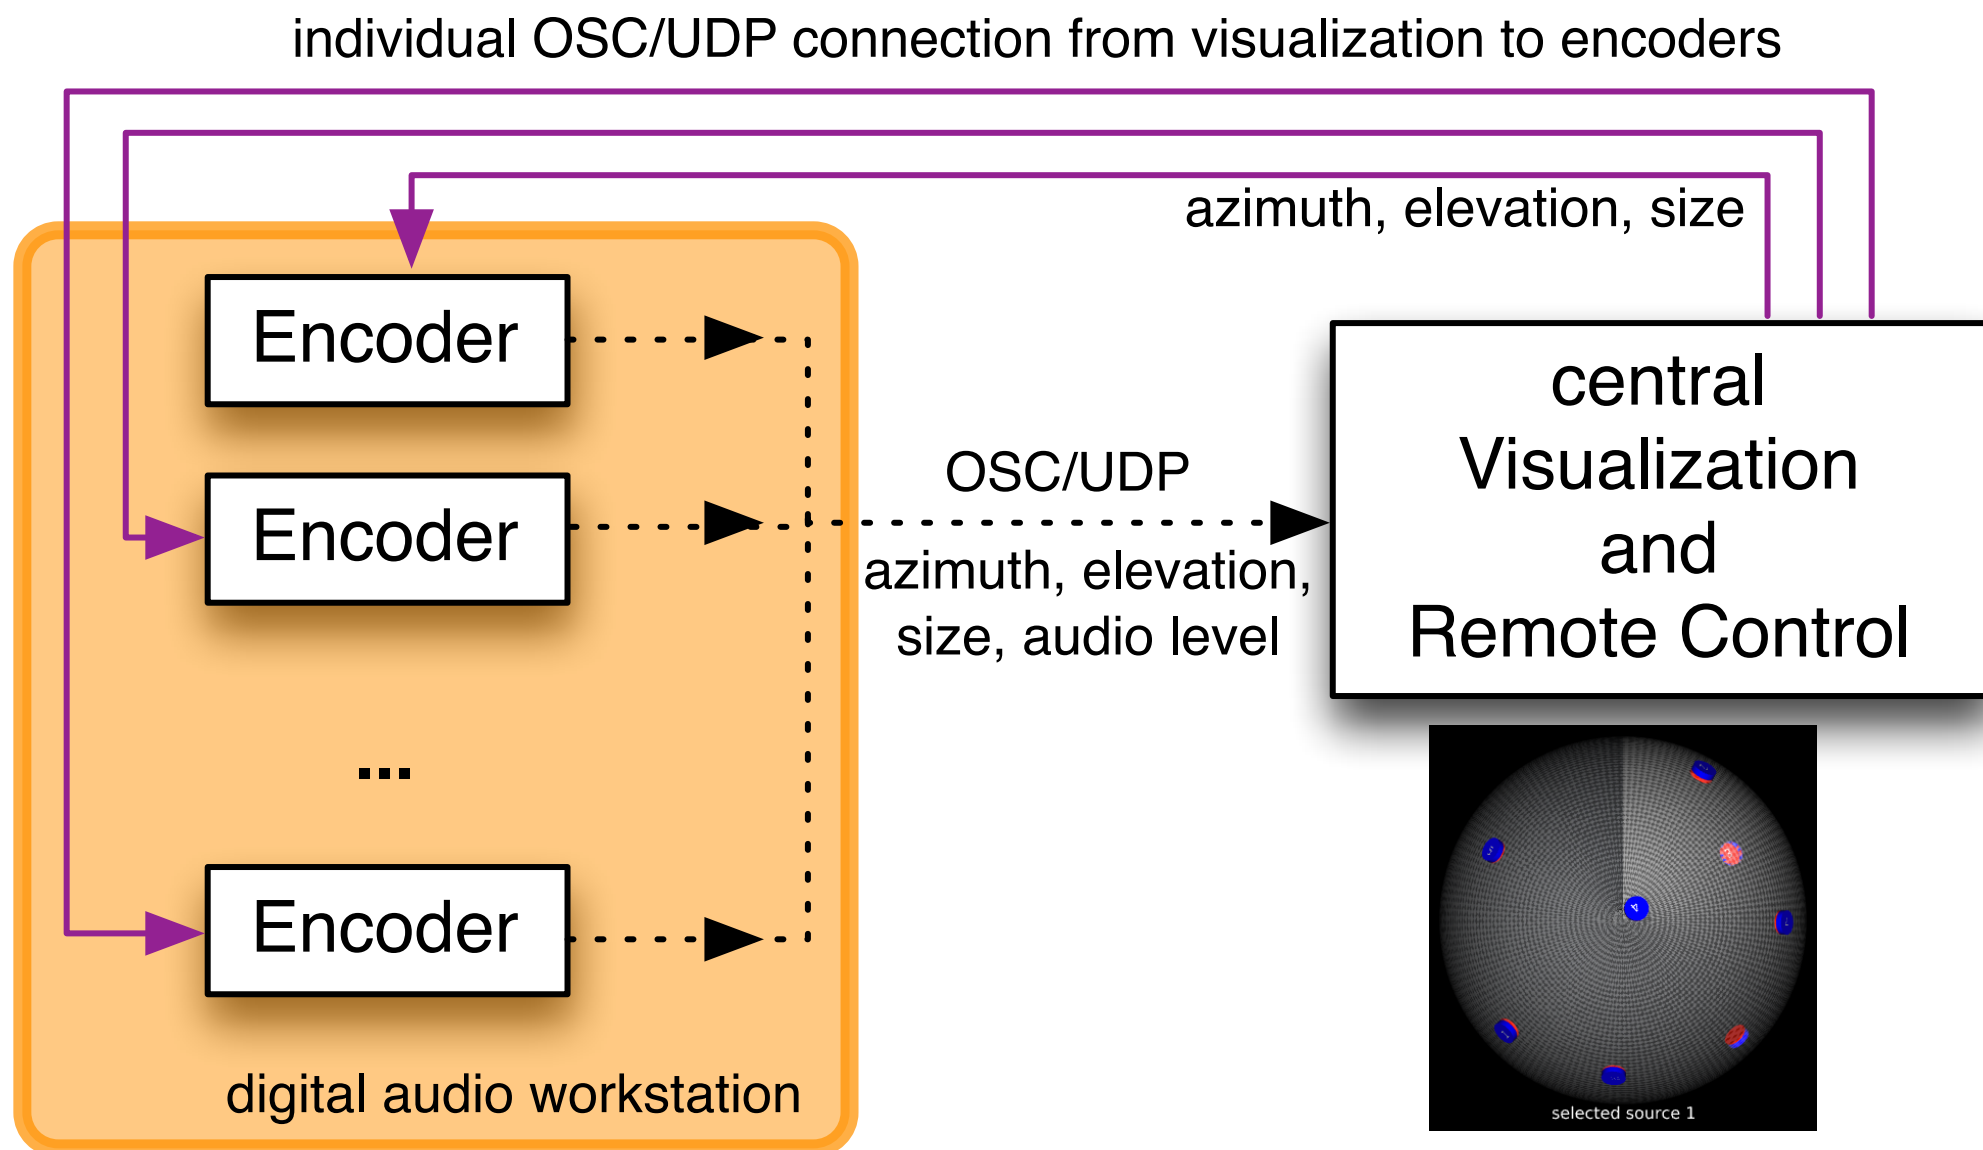 individual OSC/UDP connection from visualization to encoders
azimuth, elevation, size
Encoder
Encoder
...
Encoder
digital audio workstation
OSC/UDP
azimuth, elevation,
size, audio level
central
Visualization
and
Remote Control
4
selected source 1